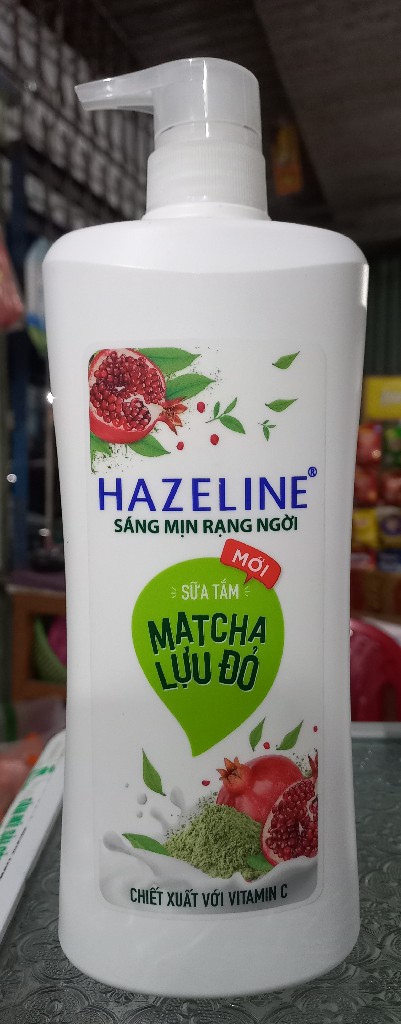 HAZELINE®
SÁNG MỊN RẠNG NGỜI
MỚI
SỮA TẮM
MATCHA
LỰU ĐỎ
CHIẾT XUẤT VỚI VITAMIN C